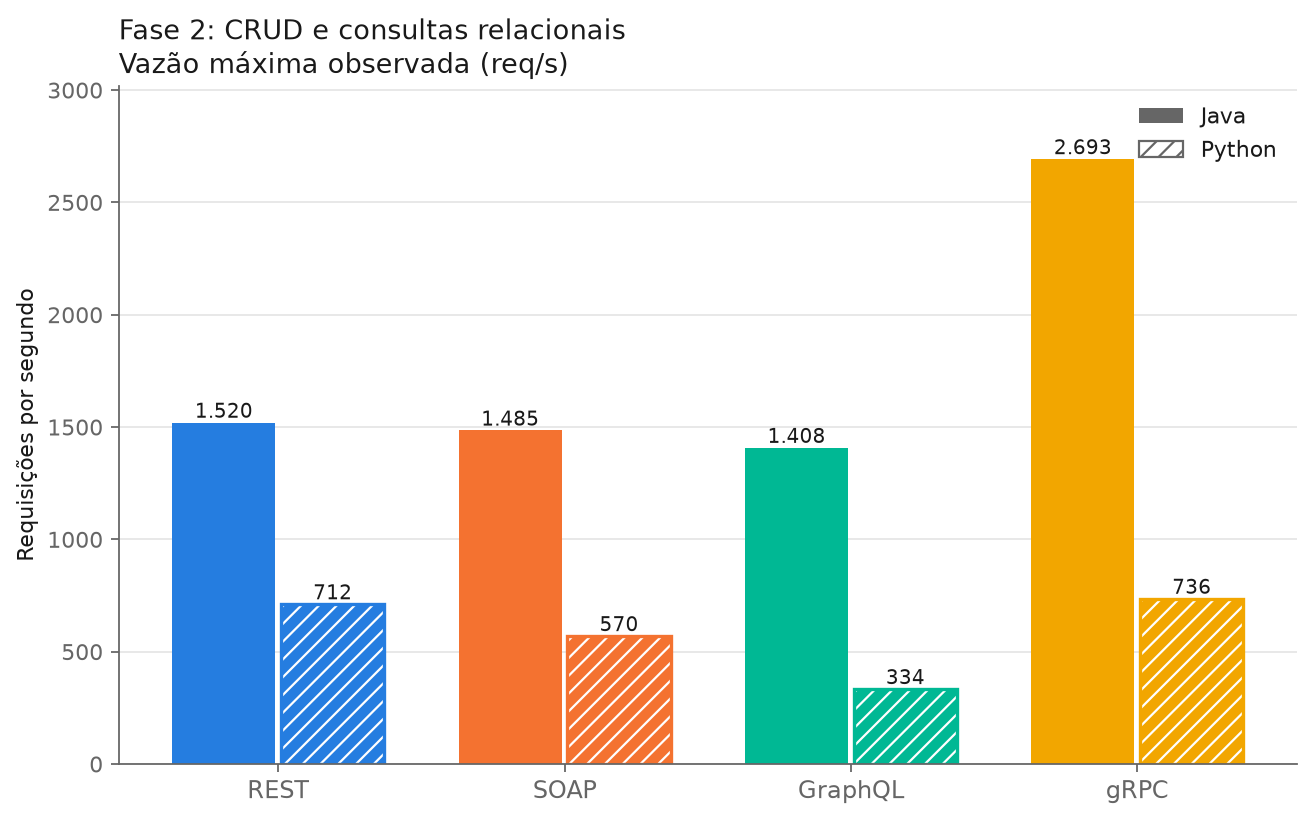 Fase 2: CRUD e consultas relacionais
Vazão máxima observada (req/s)
Requisições por segundo
3000
2500
2000
1500
1000
500
0
Java
Python
1.520
712
1.485
570
1.408
334
2.693
736
REST
SOAP
GraphQL
gRPC